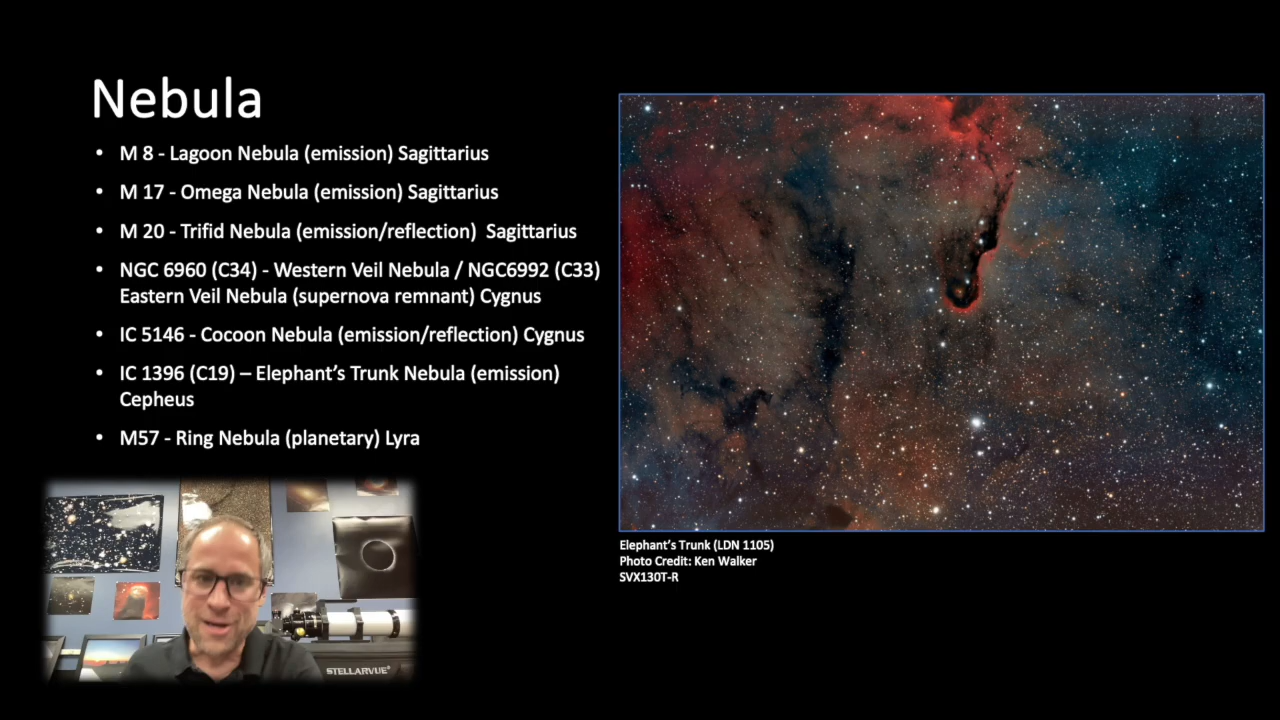 Nebula
• M 8 - Lagoon Nebula (emission) Sagittarius
• M 17 - Omega Nebula (emission) Sagittarius
• M 20 - Trifid Nebula (emission/reflection)  Sagittarius
• NGC 6960 (C34) - Western Veil Nebula / NGC6992 (C33)
Eastern Veil Nebula (supernova remnant) Cygnus
• IC 5146 - Cocoon Nebula (emission/reflection) Cygnus
• IC 1396 (C19) – Elephant’s Trunk Nebula (emission)
Cepheus
• M57 - Ring Nebula (planetary) Lyra
Elephant’s Trunk (LDN 1105)
Photo Credit: Ken Walker
SVX130T-R
STELLARVUE®